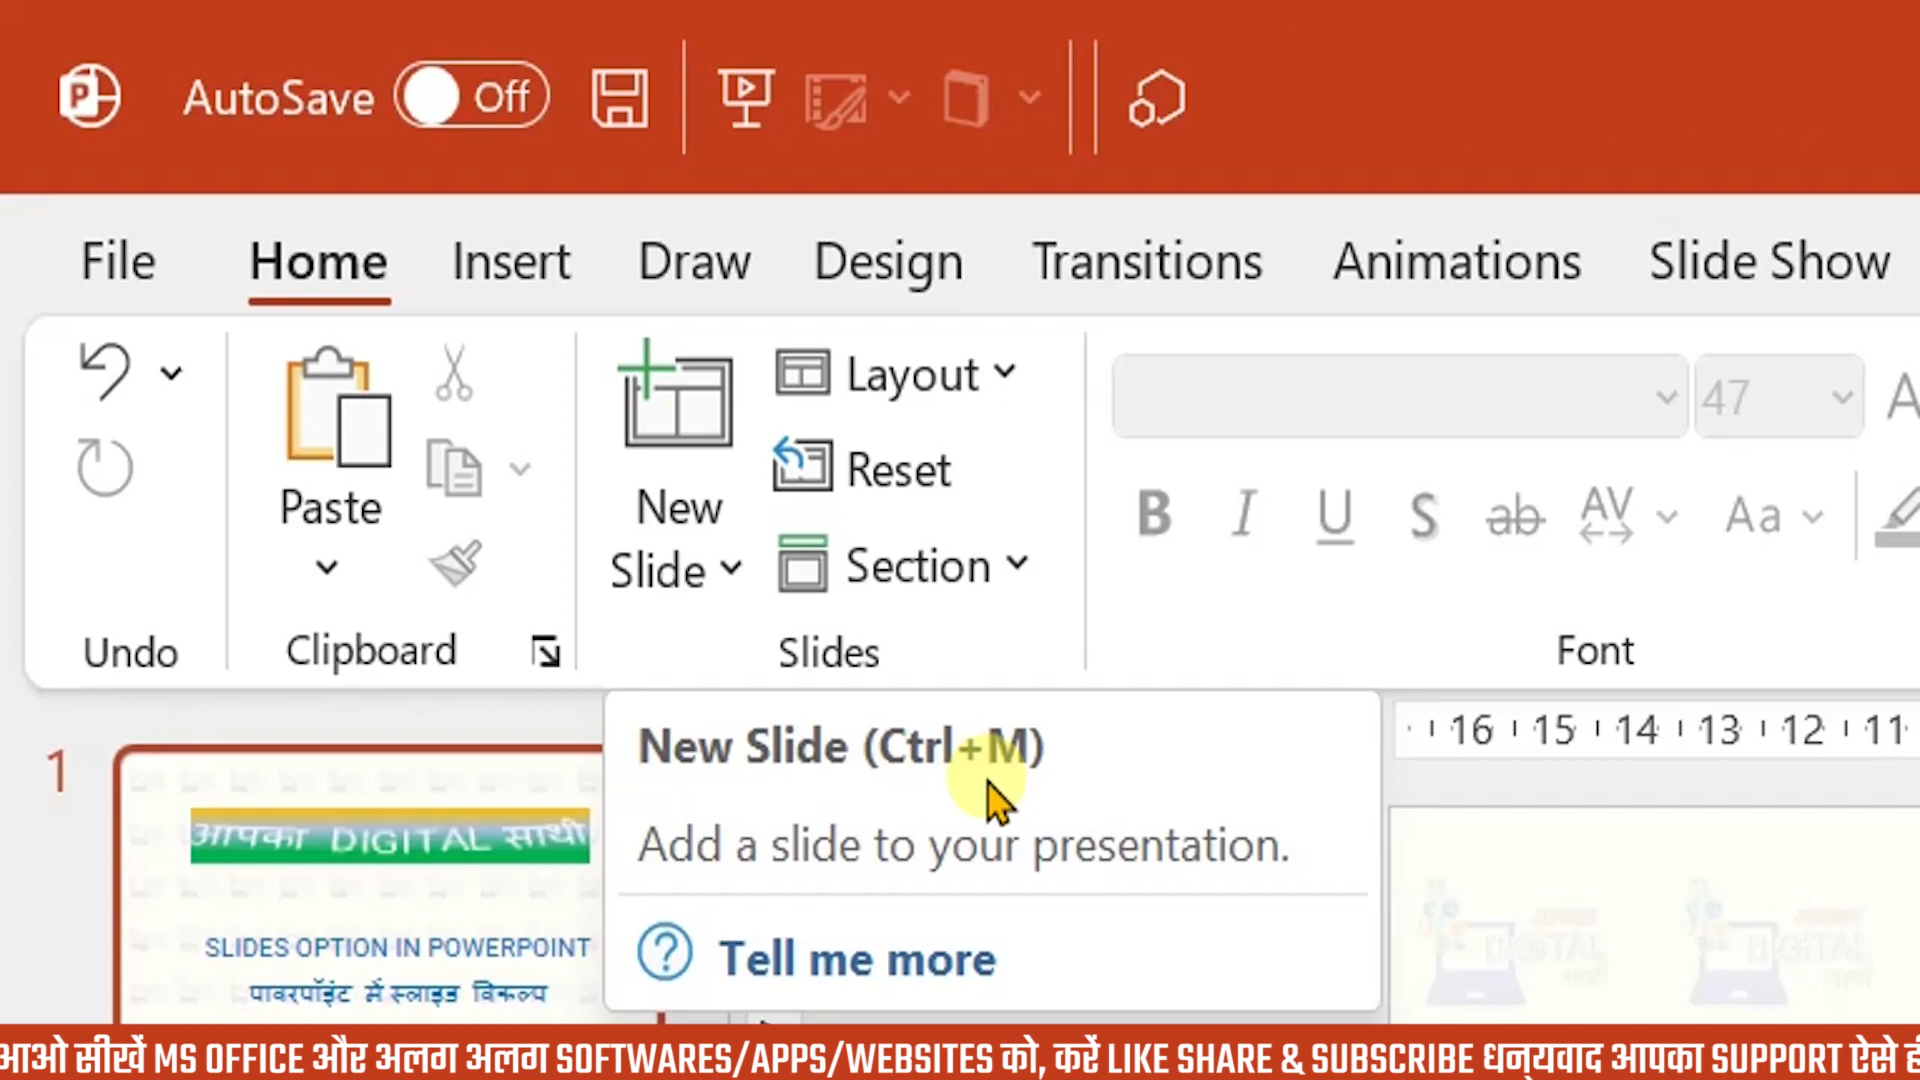 AutoSave Off
File Home Insert Draw Design Transitions Animations Slide Show
Layout
47
Reset
Paste
New
Slide
Section
Undo
Clipboard
Slides
Font
New Slide (Ctrl+M)
16 15 14 13 12 11
1
आपका DIGITAL साथी
Add a slide to your presentation.
SLIDES OPTION IN POWERPOINT
Tell me more
पावरपॉइंट में स्लाइड विकल्प
आओ सीखें MS OFFICE और अलग अलग SOFTWARES/APPS/WEBSITES को, करें LIKE SHARE & SUBSCRIBE धन्यवाद आपका SUPPORT ऐसे